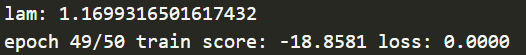 lam: 1.1699316501617432
epoch 49/50 train score: -18.8581 loss: 0.0000